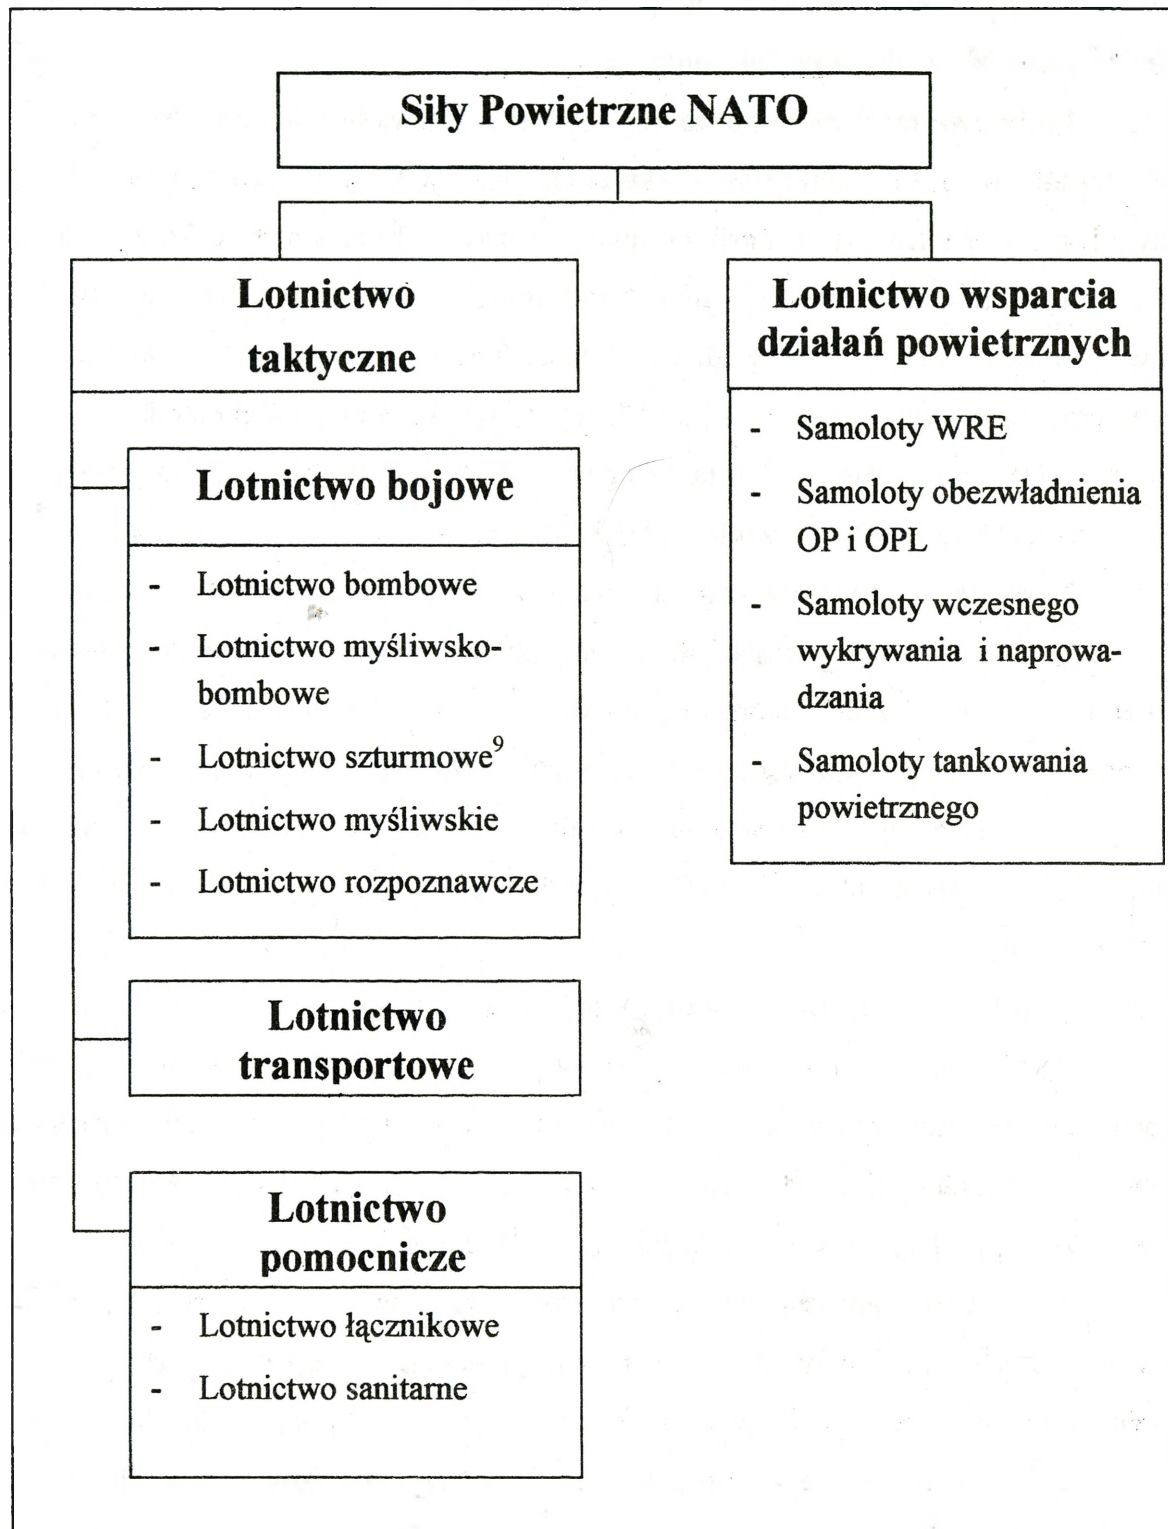 Siły Powietrzne NATO
Lotnictwo
taktyczne
Lotnictwo bojowe
- Lotnictwo bombowe
- Lotnictwo myśliwsko-
bombowe
- Lotnictwo szturmowe⁹
- Lotnictwo myśliwskie
- Lotnictwo rozpoznawcze
Lotnictwo
transportowe
Lotnictwo
pomocnicze
- Lotnictwo łącznikowe
- Lotnictwo sanitarne
Lotnictwo wsparcia
działań powietrznych
- Samoloty WRE
- Samoloty obezwładnienia
OP i OPL
- Samoloty wczesnego
wykrywania i naprowa-
dzania
- Samoloty tankowania
powietrznego